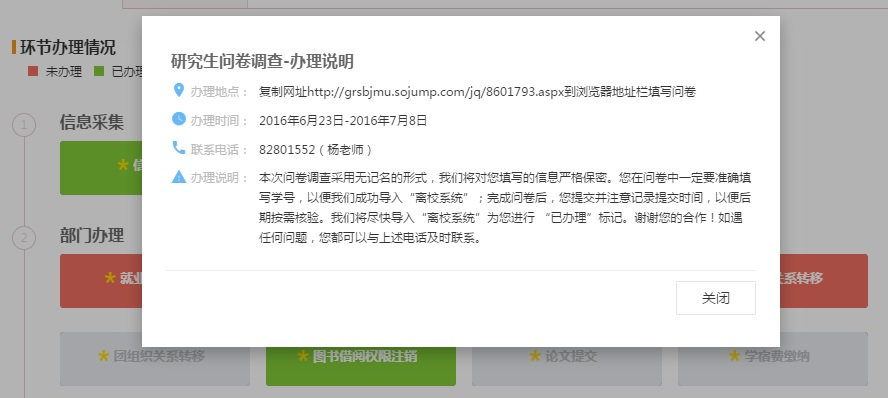 环节办理情况
未办理 已办理
研究生问卷调查-办理说明
办理地点： 复制网址http://grsbjmu.sojump.com/jq/8601793.aspx到浏览器地址栏填写问卷
办理时间： 2016年6月23日-2016年7月8日
联系电话： 82801552（杨老师）
办理说明： 本次问卷调查采用无记名的形式，我们将对您填写的信息严格保密。您在问卷中一定要准确填
写学号，以便我们成功导入“离校系统”；完成问卷后，您提交并注意记录提交时间，以便后
期按需核验。我们将尽快导入“离校系统”为您进行 “已办理”标记。谢谢您的合作！如遇
任何问题，您都可以与上述电话及时联系。
关闭
1 信息采集
信
2 部门办理
就业
关系转移
团组织关系转移 图书借阅权限注销 论文提交 学宿费缴纳